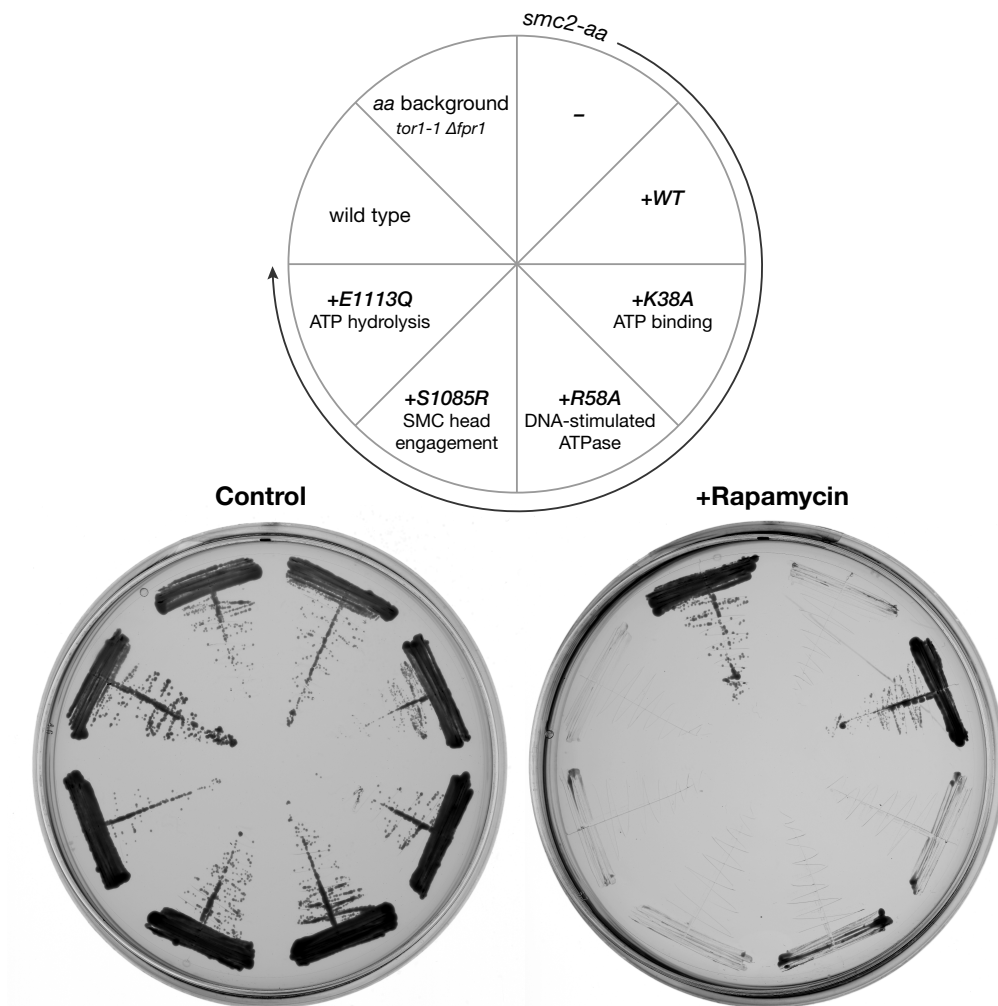 smc2-aa
aa background
tor1-1 Δfpr1
–
wild type
+WT
+E1113Q
ATP hydrolysis
+K38A
ATP binding
+S1085R
SMC head
engagement
+R58A
DNA-stimulated
ATPase
Control
+Rapamycin